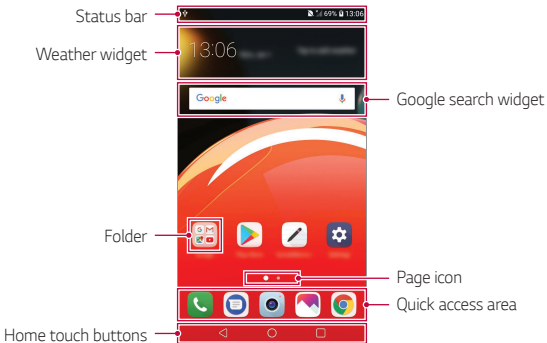 Status bar
69% 13:06
Weather widget
13:06
Google
Google search widget
Folder
Page icon
Quick access area
Home touch buttons